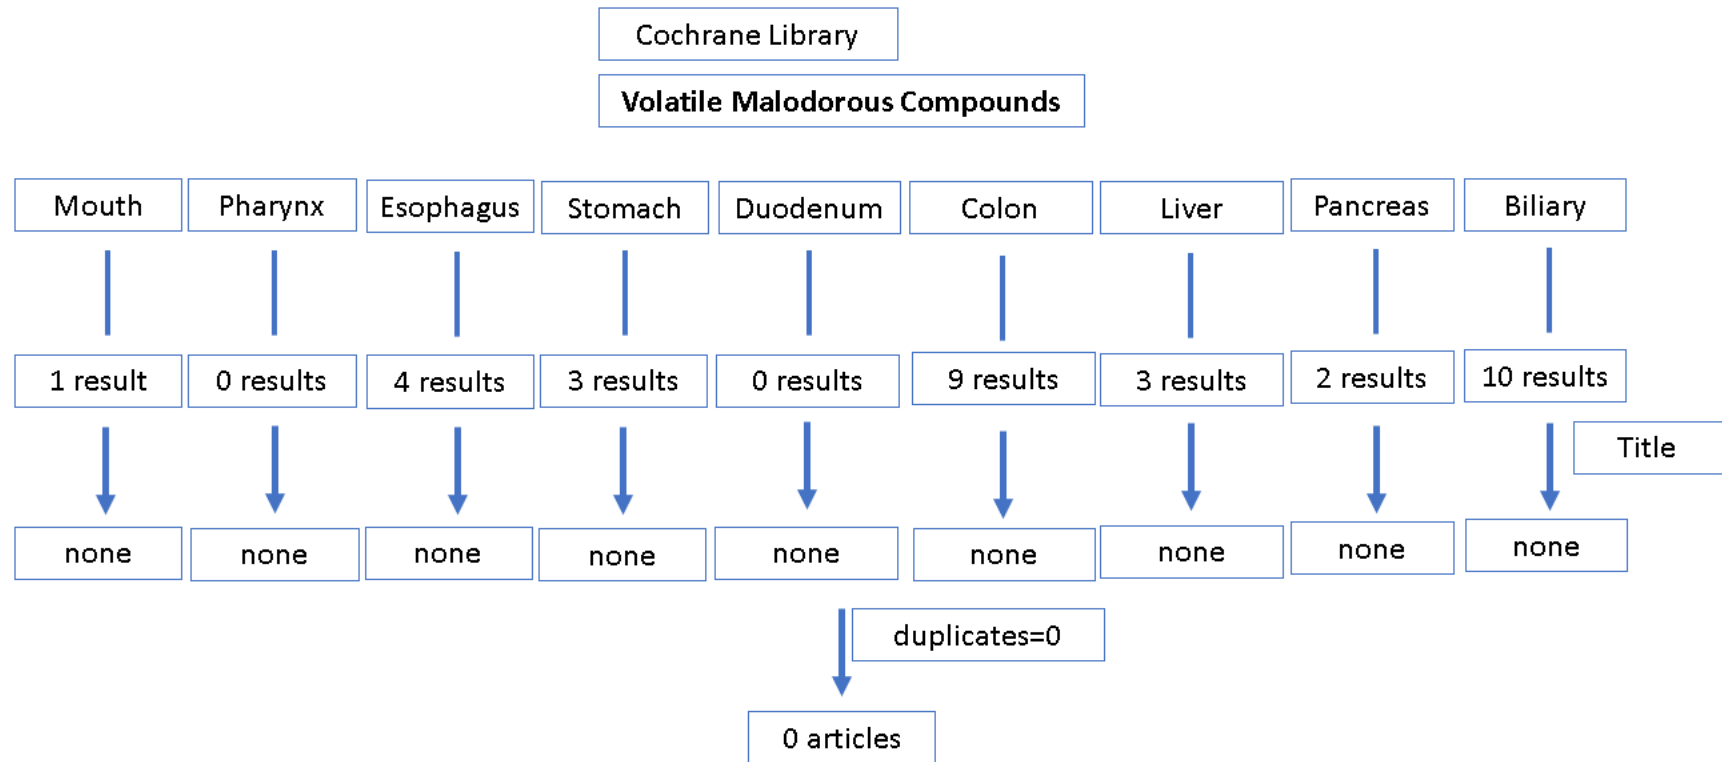 Cochrane Library
Volatile Malodorous Compounds
Mouth
Pharynx
Esophagus
Stomach
Duodenum
Colon
Liver
Pancreas
Biliary
1 result
0 results
4 results
3 results
0 results
9 results
3 results
2 results
10 results
Title
none
none
none
none
none
none
none
none
none
duplicates=0
0 articles